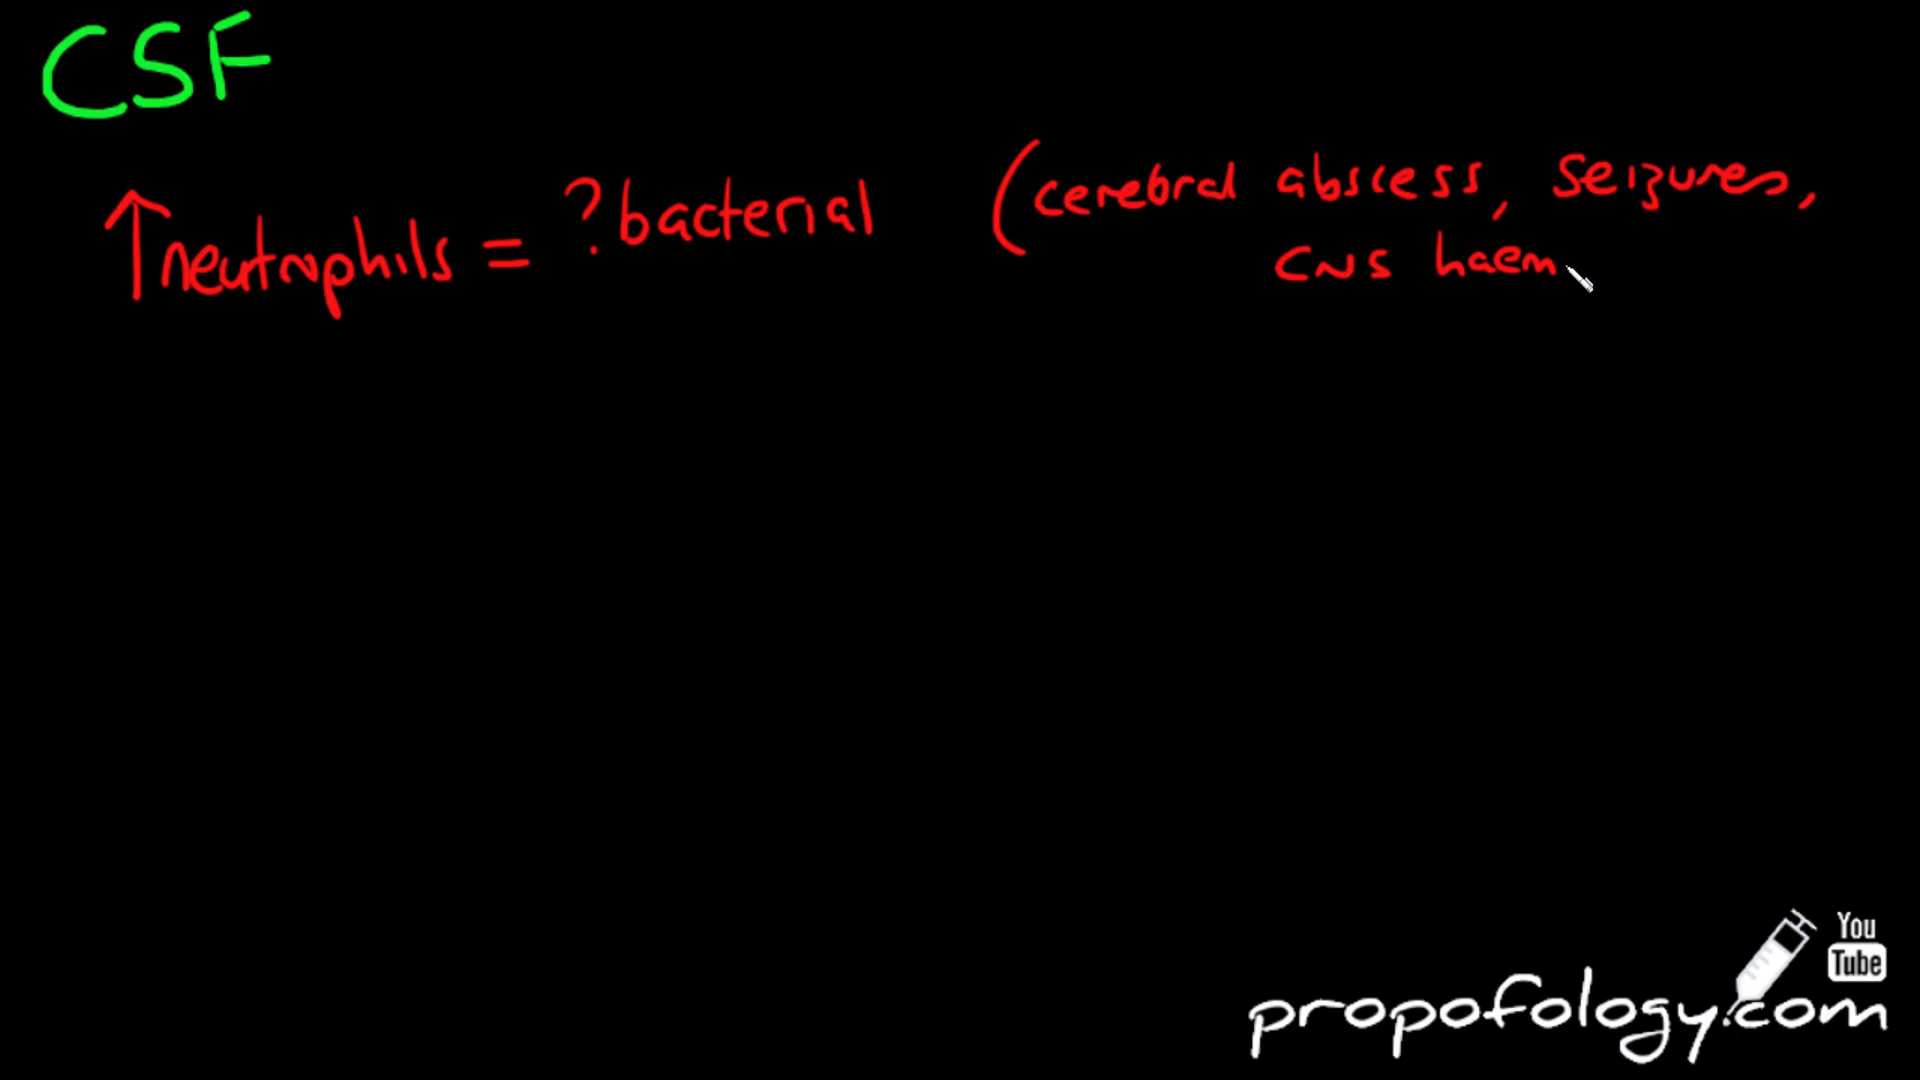 CSF
↑neutrophils = ?bacterial (cerebral abscess, seizures,
CNS haem
You
Tube
propofology.com